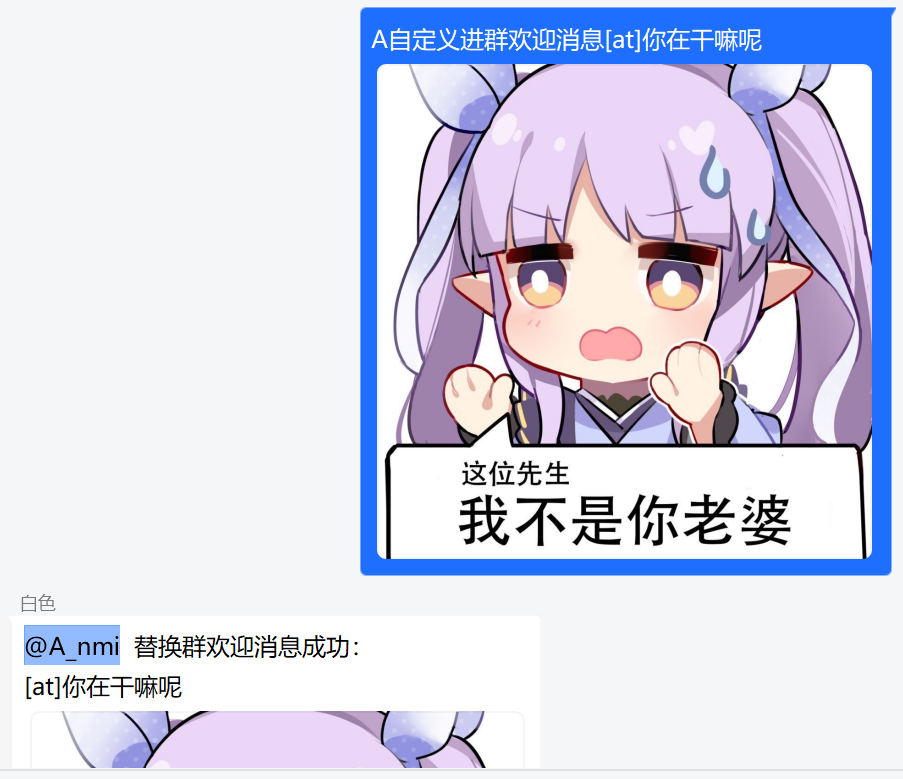 A自定义进群欢迎消息[at]你在干嘛呢
这位先生
我不是你老婆
白色
@A_nmi 替换群欢迎消息成功：
[at]你在干嘛呢